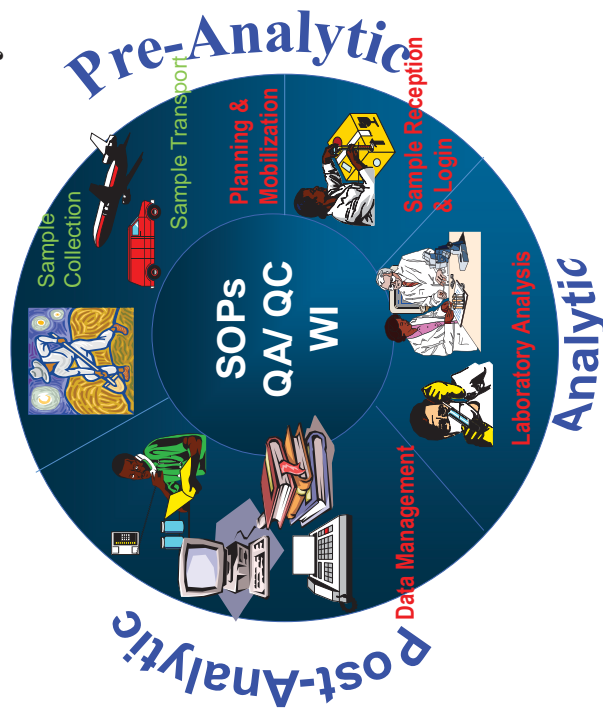 Pre-Analytic
Sample
Collection
Sample Transport
Planning &
Mobilization
Sample Reception
& Login
SOPs
QA/ QC
WI
Analytic
Laboratory Analysis
Data Management
Post-Analytic